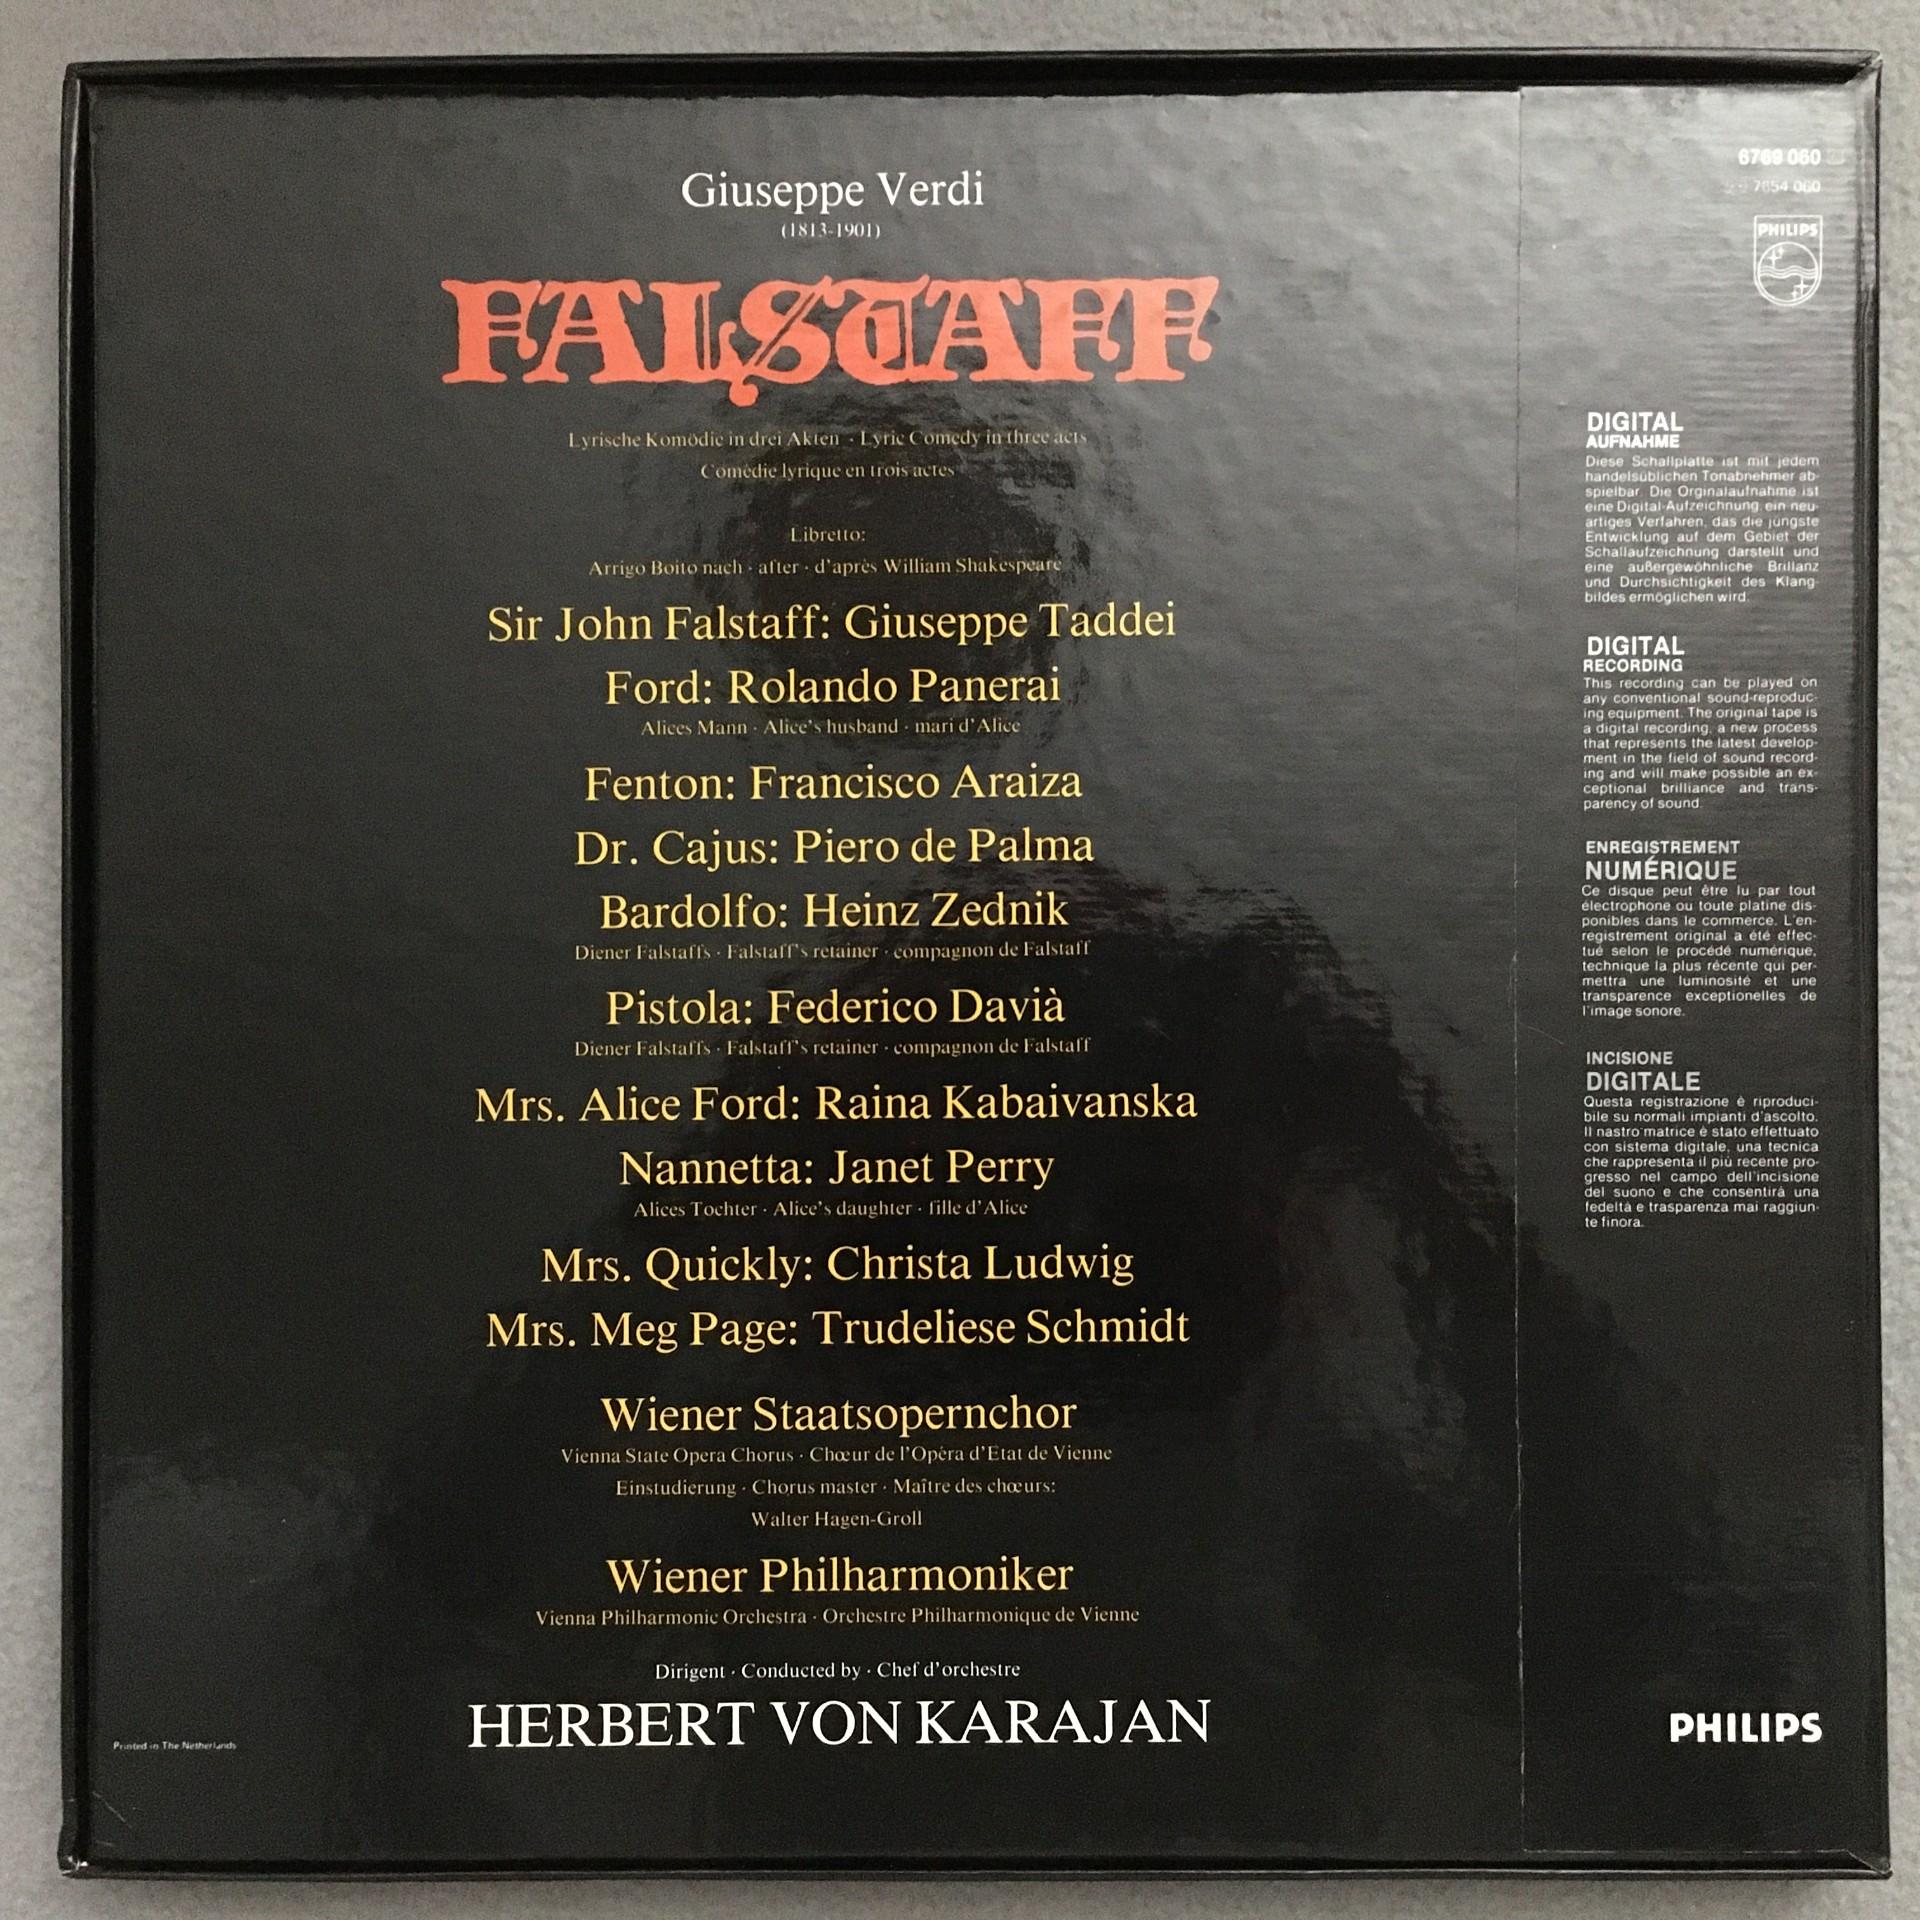 Giuseppe Verdi
(1813-1901)
FALSTAFF
Lyrische Komödie in drei Akten · Lyric Comedy in three acts
Comédie lyrique en trois actes
Libretto:
Arrigo Boito nach · after · d'après William Shakespeare
Sir John Falstaff: Giuseppe Taddei
Ford: Rolando Panerai
Alices Mann · Alice's husband · mari d'Alice
Fenton: Francisco Araiza
Dr. Cajus: Piero de Palma
Bardolfo: Heinz Zednik
Diener Falstaffs · Falstaff's retainer · compagnon de Falstaff
Pistola: Federico Davià
Diener Falstaffs · Falstaff's retainer · compagnon de Falstaff
Mrs. Alice Ford: Raina Kabaivanska
Nannetta: Janet Perry
Alices Tochter · Alice's daughter · fille d'Alice
Mrs. Quickly: Christa Ludwig
Mrs. Meg Page: Trudeliese Schmidt
Wiener Staatsopernchor
Vienna State Opera Chorus · Chœur de l'Opéra d'Etat de Vienne
Einstudierung · Chorus master · Maître des chœurs:
Walter Hagen-Groll
Wiener Philharmoniker
Vienna Philharmonic Orchestra · Orchestre Philharmonique de Vienne
Dirigent · Conducted by · Chef d'orchestre
HERBERT VON KARAJAN
Printed in The Netherlands
6769 060
7654 060
PHILIPS
DIGITAL
AUFNAHME
Diese Schallplatte ist mit jedem
handelsüblichen Tonabnehmer ab-
spielbar. Die Orginalaufnahme ist
eine Digital-Aufzeichnung, ein neu-
artiges Verfahren, das die jüngste
Entwicklung auf dem Gebiet der
Schallaufzeichnung darstellt und
eine außergewöhnliche Brillanz
und Durchsichtigkeit des Klang-
bildes ermöglichen wird.
DIGITAL
RECORDING
This recording can be played on
any conventional sound-reproduc-
ing equipment. The original tape is
a digital recording, a new process
that represents the latest develop-
ment in the field of sound record-
ing and will make possible an ex-
ceptional brilliance and trans-
parency of sound.
ENREGISTREMENT
NUMÉRIQUE
Ce disque peut être lu par tout
électrophone ou toute platine dis-
ponibles dans le commerce. L'en-
registrement original a été effec-
tué selon le procédé numérique,
technique la plus récente qui per-
mettra une luminosité et une
transparence exceptionelles de
l'image sonore.
INCISIONE
DIGITALE
Questa registrazione è riproduci-
bile su normali impianti d'ascolto.
Il nastro matrice è stato effettuato
con sistema digitale, una tecnica
che rappresenta il più recente pro-
gresso nel campo dell'incisione
del suono e che consentirà una
fedeltà e trasparenza mai raggiun-
te finora.
PHILIPS